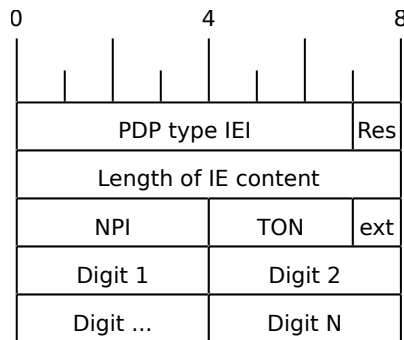 0 4 8
PDP type IEI Res
Length of IE content
NPI TON ext
Digit 1 Digit 2
Digit ... Digit N